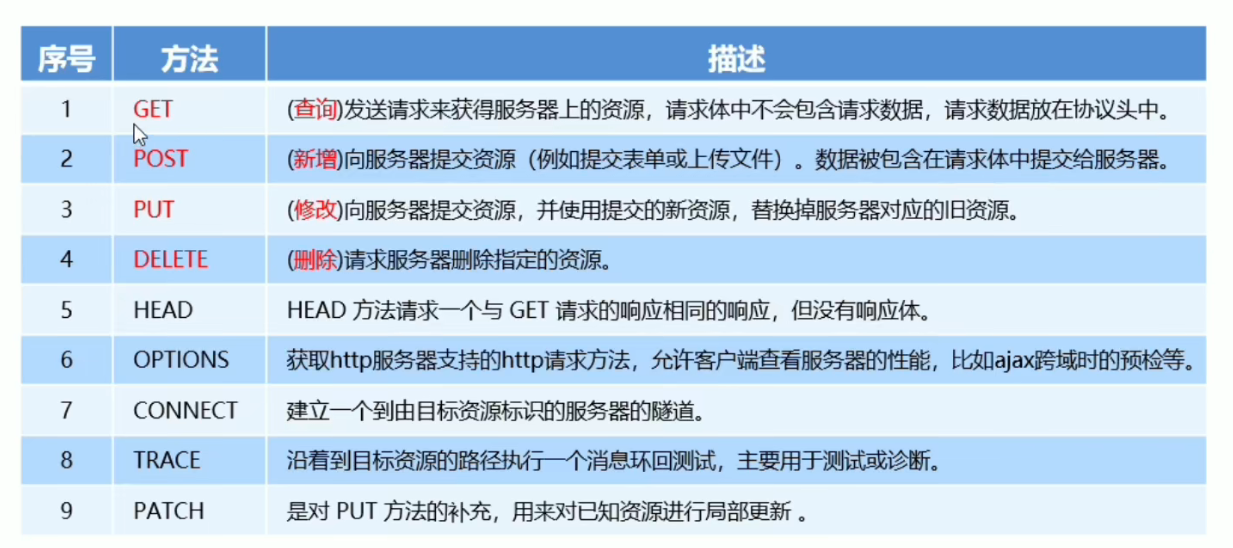 序号 方法 描述
1 GET (查询)发送请求来获得服务器上的资源，请求体中不会包含请求数据，请求数据放在协议头中。
2 POST (新增)向服务器提交资源（例如提交表单或上传文件）。数据被包含在请求体中提交给服务器。
3 PUT (修改)向服务器提交资源，并使用提交的新资源，替换掉服务器对应的旧资源。
4 DELETE (删除)请求服务器删除指定的资源。
5 HEAD HEAD 方法请求一个与 GET 请求的响应相同的响应，但没有响应体。
6 OPTIONS 获取http服务器支持的http请求方法，允许客户端查看服务器的性能，比如ajax跨域时的预检等。
7 CONNECT 建立一个到由目标资源标识的服务器的隧道。
8 TRACE 沿着到目标资源的路径执行一个消息环回测试，主要用于测试或诊断。
9 PATCH 是对 PUT 方法的补充，用来对已知资源进行局部更新 。